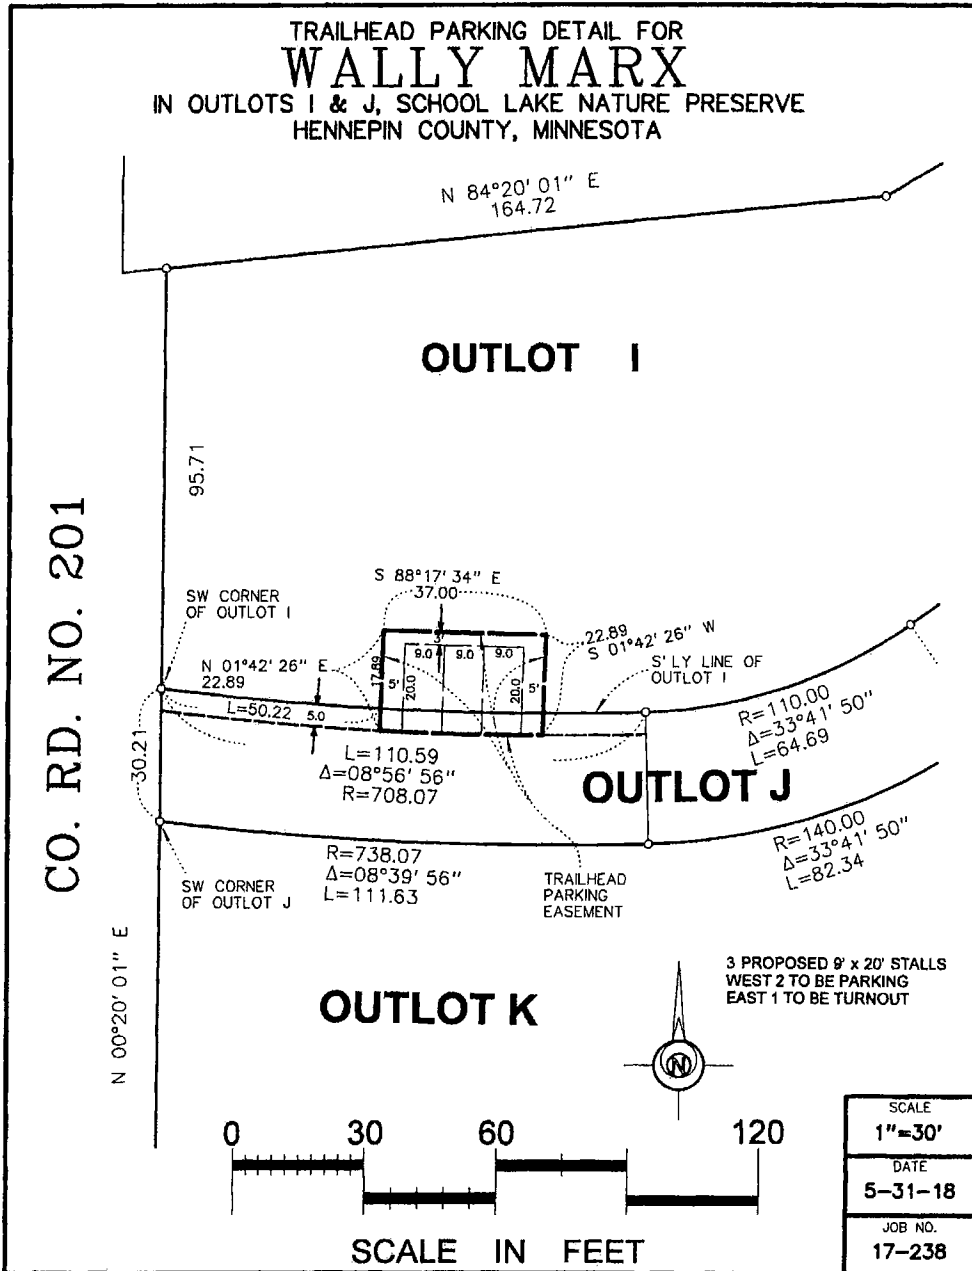 TRAILHEAD PARKING DETAIL FOR
WALLY MARX
IN OUTLOTS I & J, SCHOOL LAKE NATURE PRESERVE
HENNEPIN COUNTY, MINNESOTA
N 84°20' 01" E
164.72
OUTLOT I
95.71
CO. RD. NO. 201
S 88°17' 34" E
37.00
SW CORNER
OF OUTLOT I
22.89
S 01°42' 26" W
3'
9.0 9.0 9.0
N 01°42' 26" E
22.89
17.89
5'
20.0
20.0
5'
S'LY LINE OF
OUTLOT I
L=50.22
5.0
R=110.00
Δ=33°41' 50"
L=64.69
30.21
L=110.59
Δ=08°56' 56"
R=708.07
OUTLOT J
R=738.07
Δ=08°39' 56"
L=111.63
R=140.00
Δ=33°41' 50"
L=82.34
SW CORNER
OF OUTLOT J
TRAILHEAD
PARKING
EASEMENT
N 00°20' 01" E
3 PROPOSED 9' x 20' STALLS
WEST 2 TO BE PARKING
EAST 1 TO BE TURNOUT
OUTLOT K
N
0 30 60 120
SCALE IN FEET
SCALE
1"=30'
DATE
5-31-18
JOB NO.
17-238